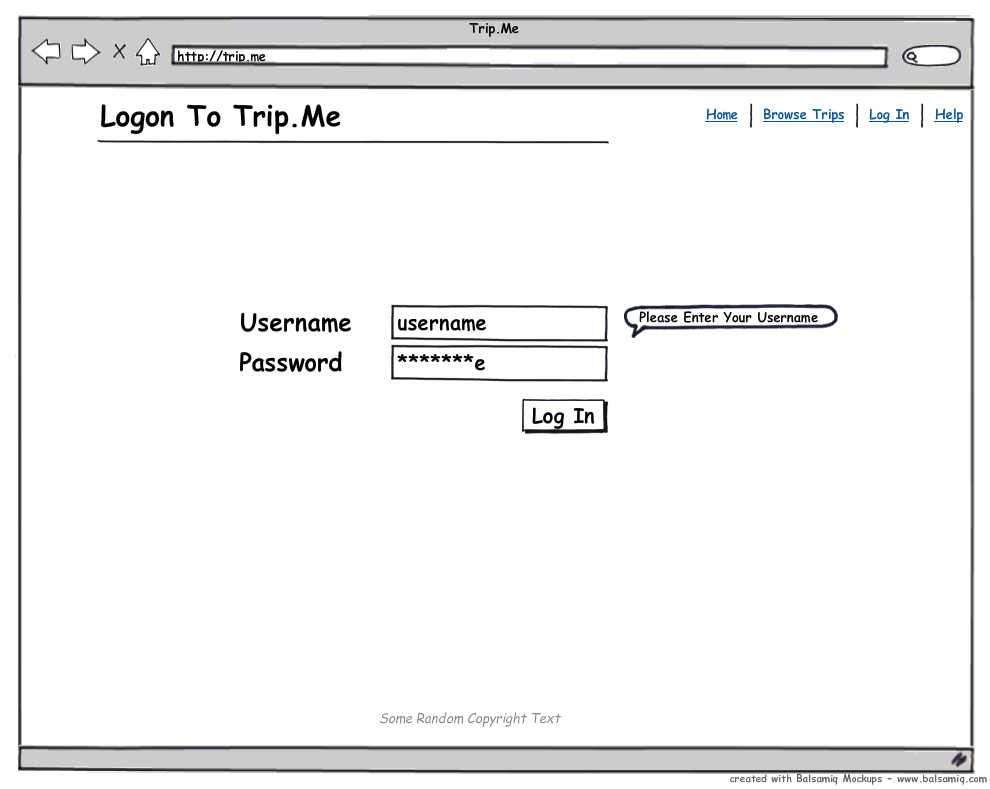 Trip.Me
http://trip.me
Logon To Trip.Me
Home Browse Trips Log In Help
Username username Please Enter Your Username
Password *******e
Log In
Some Random Copyright Text
created with Balsamiq Mockups - www.balsamiq.com